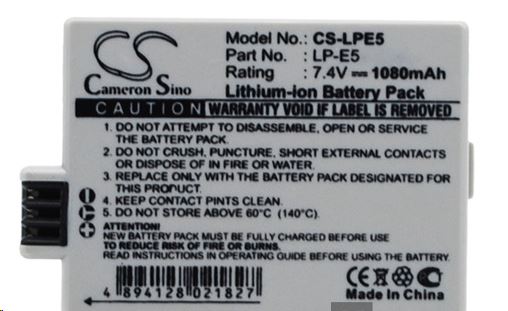 CS
Cameron Sino
Model No.: CS-LPE5
Part No. : LP-E5
Rating : 7.4V 1080mAh
Lithium-ion Battery Pack
CAUTION WARRANTY VOID IF LABEL IS REMOVED
1. DO NOT ATTEMPT TO DISASSEMBLE, OPEN OR SERVICE
THE BATTERY PACK.
2. DO NOT CRUSH, PUNCTURE, SHORT EXTERNAL CONTACTS
OR DISPOSE OF IN FIRE OR WATER.
3. REPLACE ONLY WITH THE EXACT BATTERY PACK FOR
THIS PRODUCT.
4. KEEP CONTACT PINTS CLEAN.
5. DO NOT STORE ABOVE 60°C (140°C).
ATTENTION!
NEW BATTERY PACK MUST BE FULLY CHARGED BEFORE USE
TO REDUCE RISK OF FIRE OR BURNS.
READ INSTRUCTIONS IN OPERATING GUIDE BEFORE BEFORE USING BATTERY.
4 894128 021827
CE
Made In China